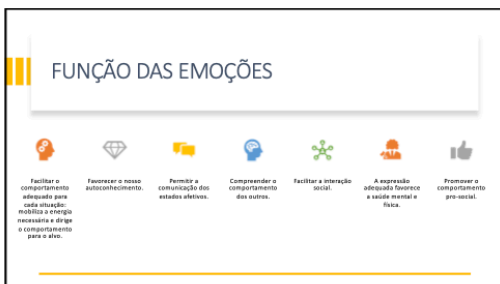 FUNÇÃO DAS EMOÇÕES
Facilitar o
comportamento
adequado para
cada situação:
mobiliza a energia
necessária e dirige
o comportamento
para o alvo.
Favorecer o nosso
autoconhecimento.
Permitir a
comunicação dos
estados afetivos.
Compreender o
comportamento
dos outros.
Facilitar a interação
social.
A expressão
adequada favorece
a saúde mental e
física.
Promover o
comportamento
pro-social.